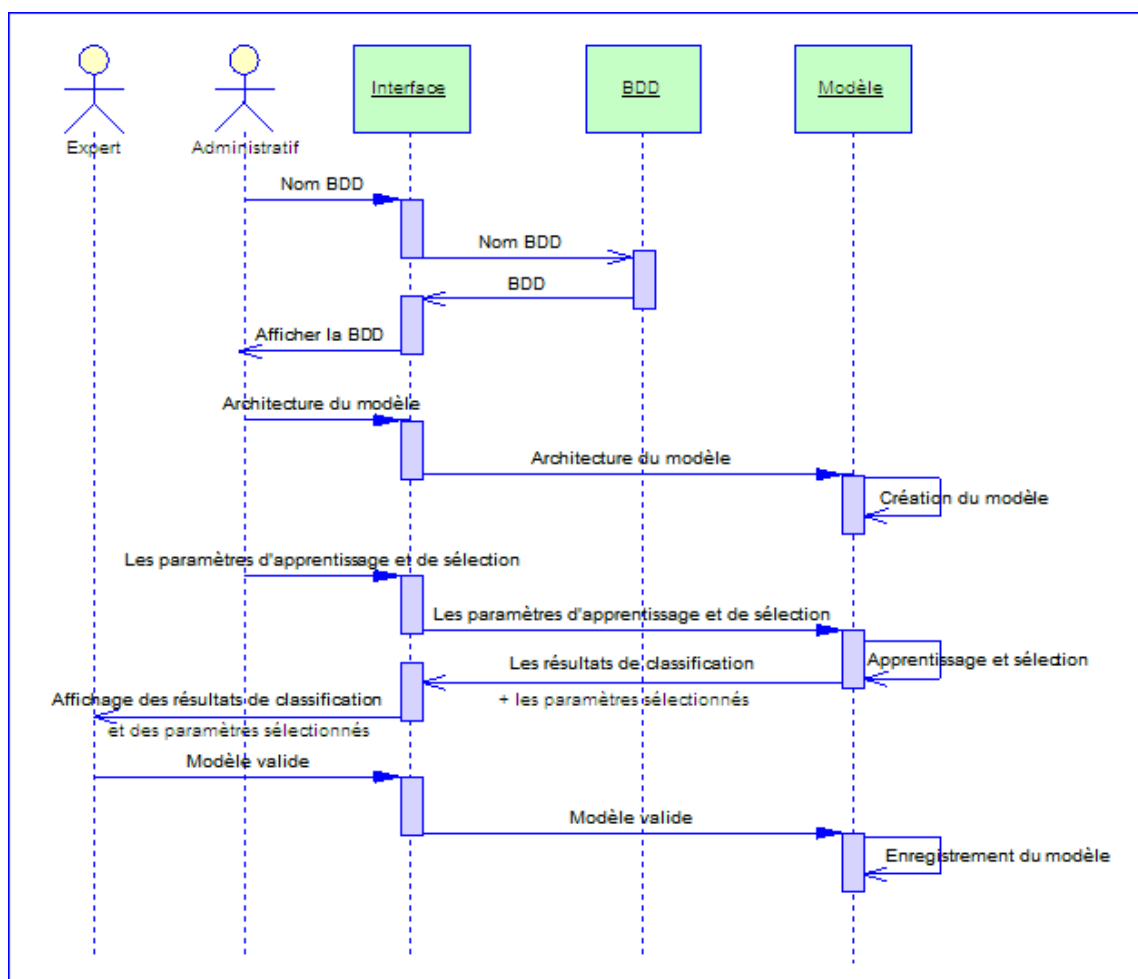 Interface
BDD
Modèle
Expert
Administratif
Nom BDD
Nom BDD
BDD
Afficher la BDD
Architecture du modèle
Architecture du modèle
Création du modèle
Les paramètres d'apprentissage et de sélection
Les paramètres d'apprentissage et de sélection
Les résultats de classification
Apprentissage et sélection
+ les paramètres sélectionnés
Affichage des résultats de classification
et des paramètres sélectionnés
Modèle valide
Modèle valide
Enregistrement du modèle